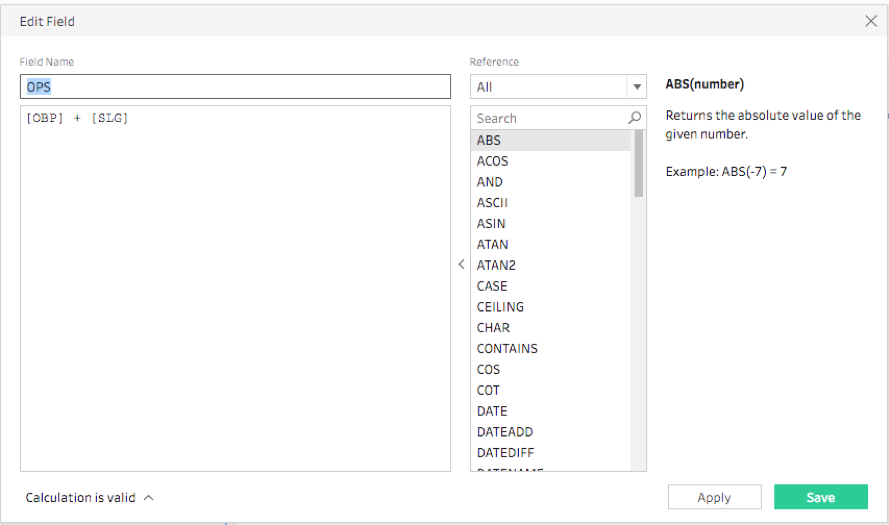 Edit Field
Field Name
OPS
[OBP] + [SLG]
Reference
All
Search
ABS
ACOS
AND
ASCII
ASIN
ATAN
ATAN2
CASE
CEILING
CHAR
CONTAINS
COS
COT
DATE
DATEADD
DATEDIFF
DATENAME
ABS(number)
Returns the absolute value of the
given number.
Example: ABS(-7) = 7
Calculation is valid
Apply
Save